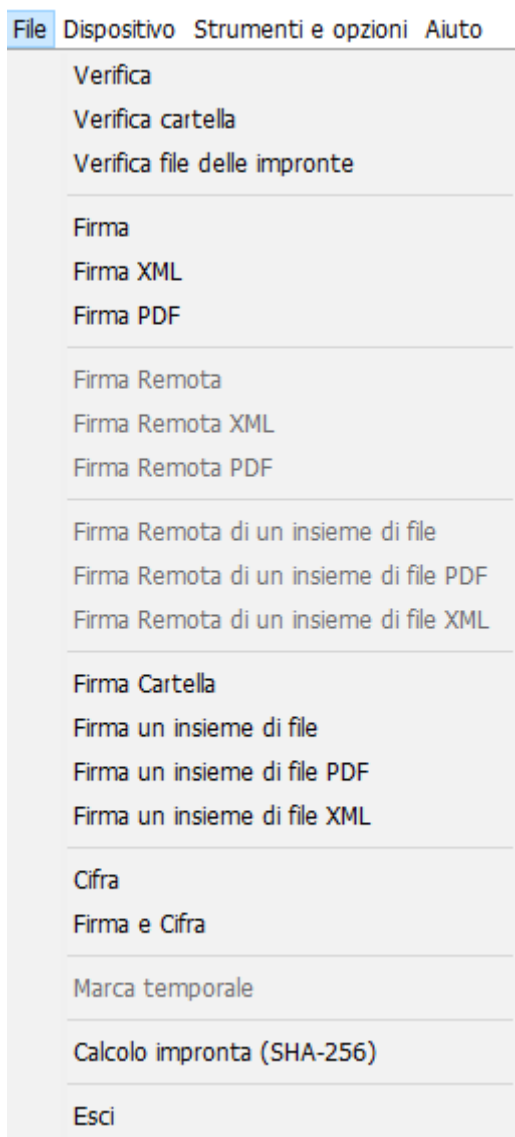 File Dispositivo Strumenti e opzioni Aiuto
Verifica
Verifica cartella
Verifica file delle impronte
Firma
Firma XML
Firma PDF
Firma Remota
Firma Remota XML
Firma Remota PDF
Firma Remota di un insieme di file
Firma Remota di un insieme di file PDF
Firma Remota di un insieme di file XML
Firma Cartella
Firma un insieme di file
Firma un insieme di file PDF
Firma un insieme di file XML
Cifra
Firma e Cifra
Marca temporale
Calcolo impronta (SHA-256)
Esci